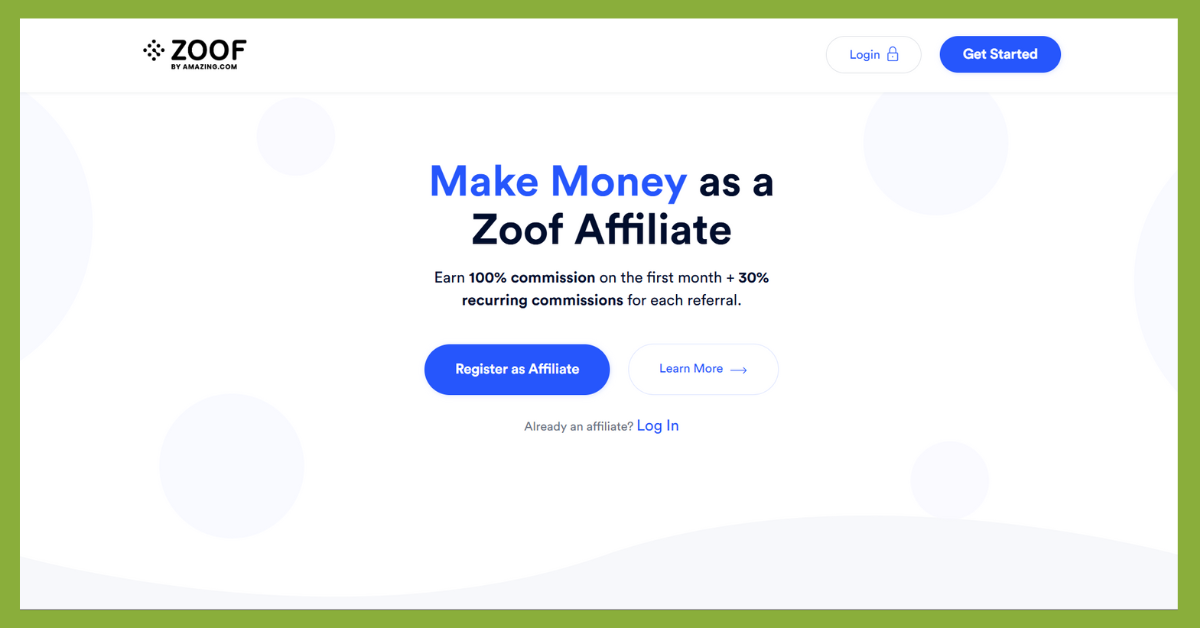 ZOOF
BY AMAZING.COM
Login
Get Started
Make Money as a
Zoof Affiliate
Earn 100% commission on the first month + 30%
recurring commissions for each referral.
Register as Affiliate
Learn More
Already an affiliate? Log In